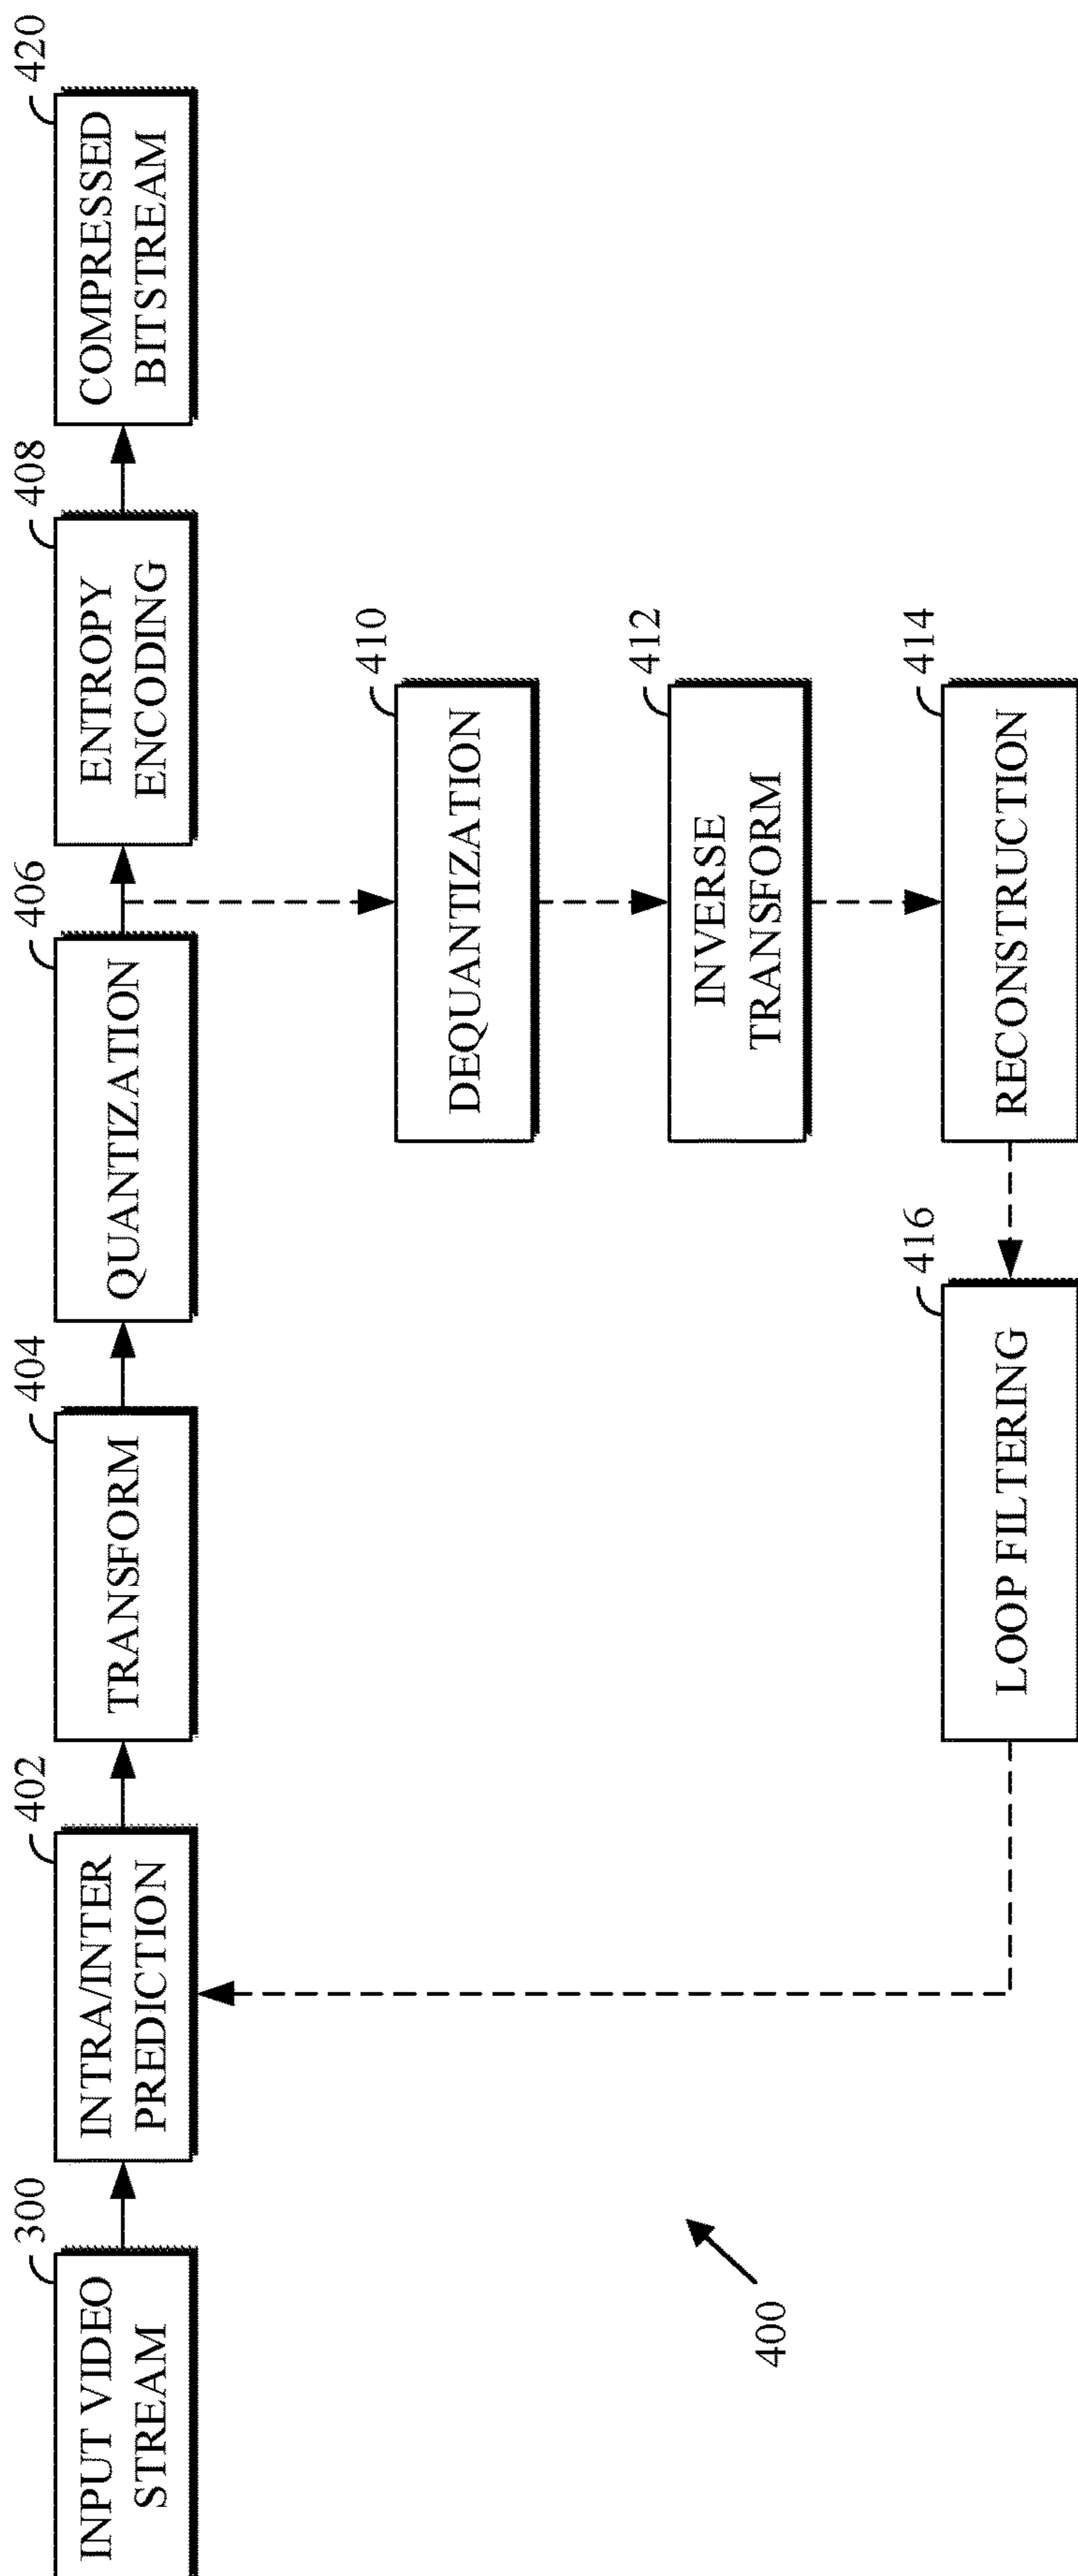 300
INPUT VIDEO
STREAM
402
INTRA/INTER
PREDICTION
404
TRANSFORM
406
QUANTIZATION
408
ENTROPY
ENCODING
420
COMPRESSED
BITSTREAM
410
DEQUANTIZATION
412
INVERSE
TRANSFORM
414
RECONSTRUCTION
416
LOOP FILTERING
400